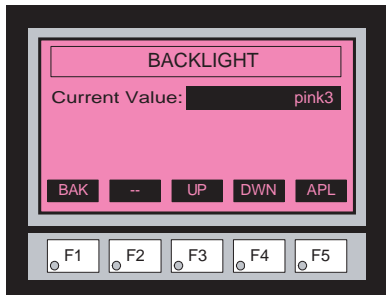 BACKLIGHT
Current Value: pink3
BAK -- UP DWN APL
F1 F2 F3 F4 F5